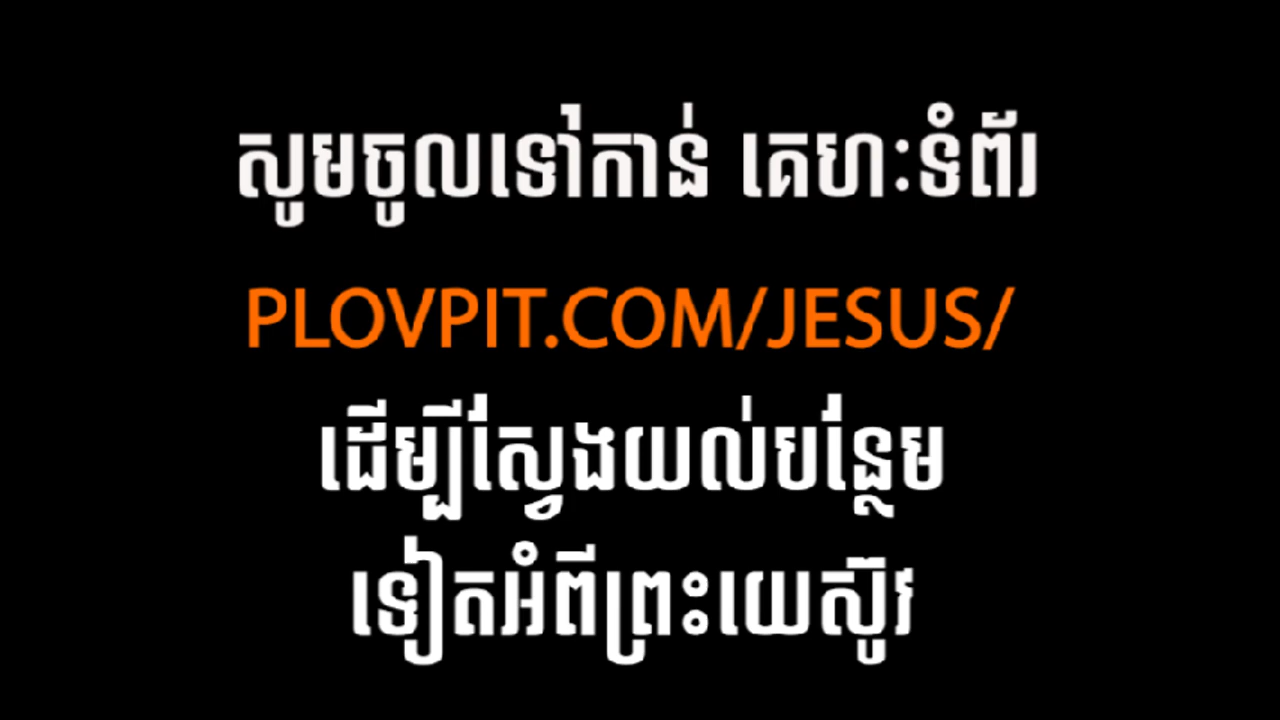 សូមចូលទៅកាន់ គេហៈទំព័រ
PLOVPIT.COM/JESUS/
ដើម្បីស្វែងយល់បន្ថែម
ទៀតអំពីព្រះយេស៊ូវ